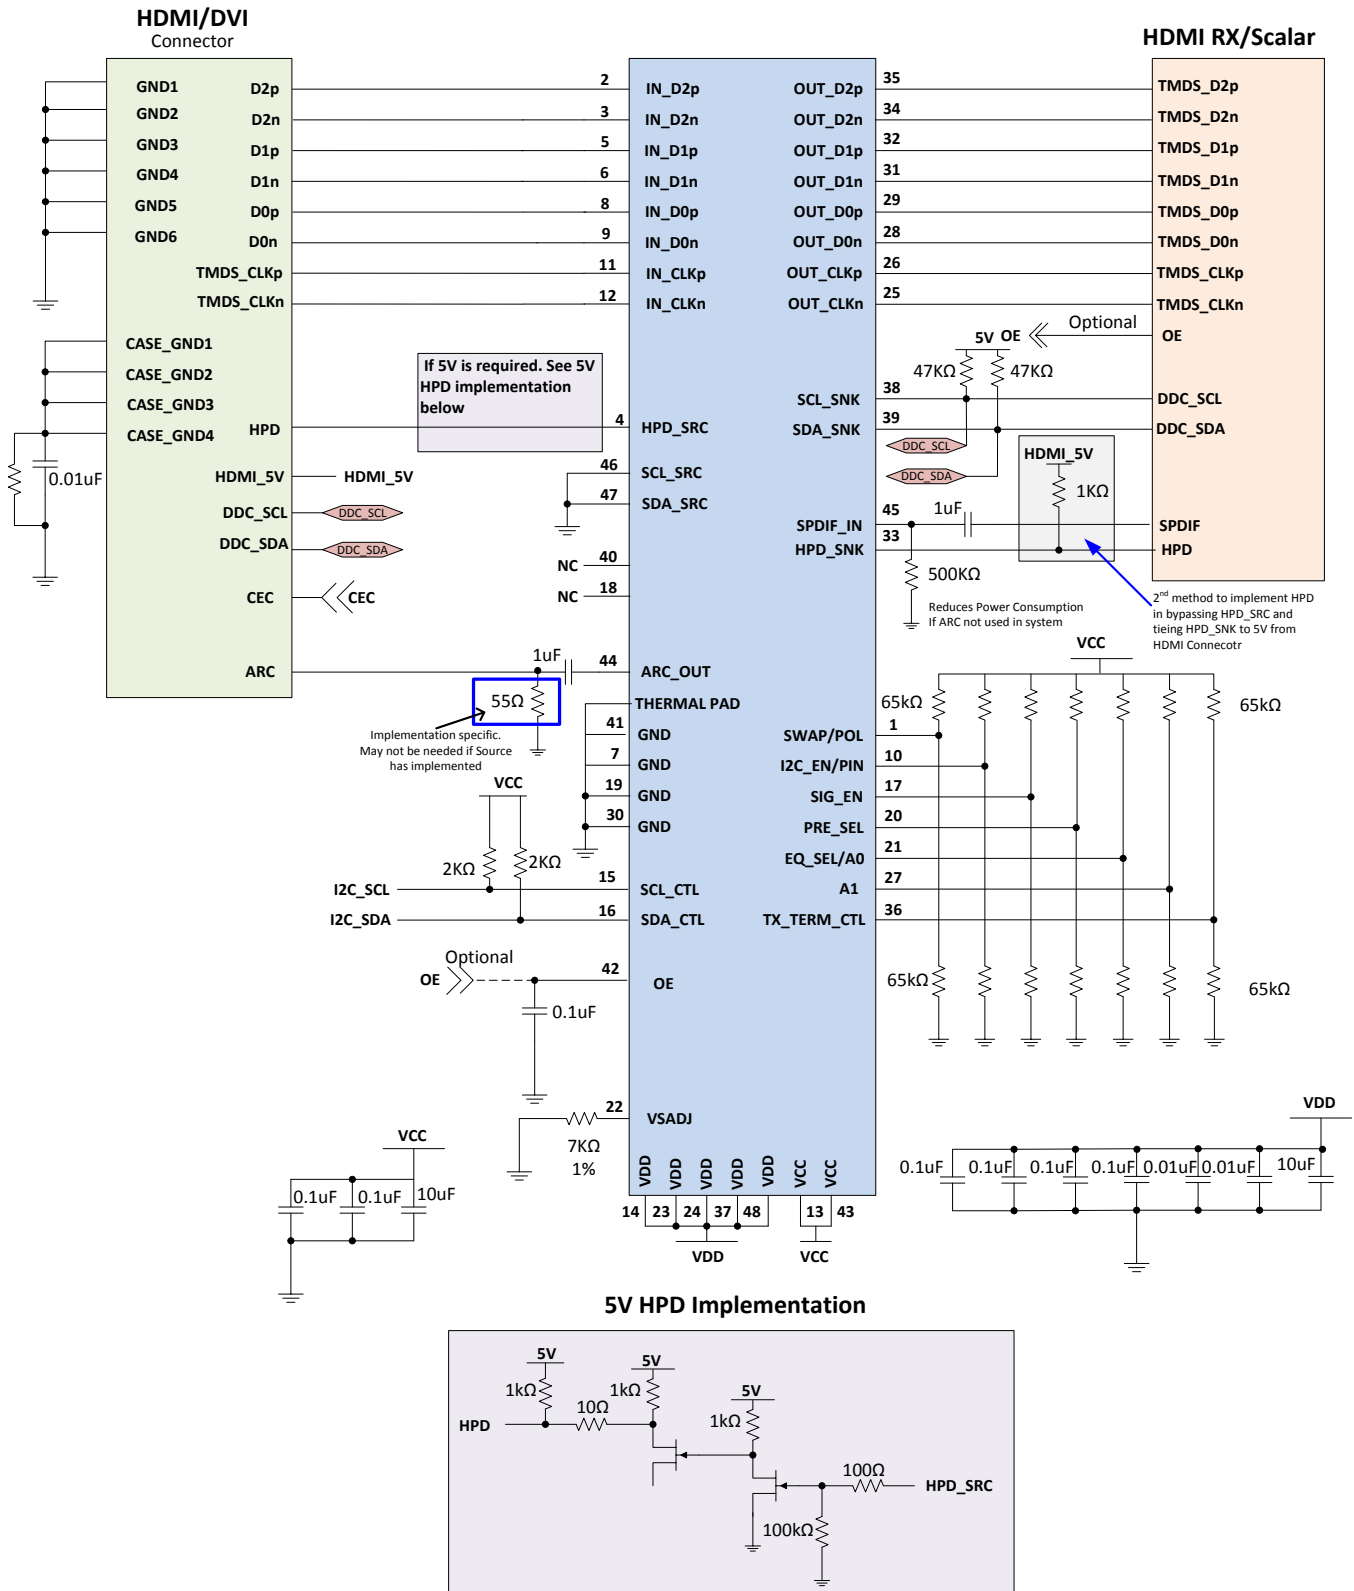 HDMI/DVI
Connector
HDMI RX/Scalar
GND1
GND2
GND3
GND4
GND5
GND6
CASE_GND1
CASE_GND2
CASE_GND3
CASE_GND4
0.01uF
D2p
D2n
D1p
D1n
D0p
D0n
TMDS_CLKp
TMDS_CLKn
HPD
HDMI_5V
HDMI_5V
DDC_SCL
DDC_SCL
DDC_SDA
DDC_SDA
CEC
CEC
ARC
If 5V is required. See 5V
HPD implementation
below
2
IN_D2p
3
IN_D2n
5
IN_D1p
6
IN_D1n
8
IN_D0p
9
IN_D0n
11
IN_CLKp
12
IN_CLKn
4
HPD_SRC
46
SCL_SRC
47
SDA_SRC
NC
40
NC
18
1uF
44
ARC_OUT
55Ω
Implementation specific.
May not be needed if Source
has implemented
THERMAL PAD
41
GND
7
GND
19
GND
30
GND
VCC
2KΩ
2KΩ
I2C_SCL
15
SCL_CTL
I2C_SDA
16
SDA_CTL
Optional
OE
42
OE
0.1uF
22
VSADJ
7KΩ
1%
VCC
0.1uF
0.1uF
10uF
VDD
VDD
VDD
VDD
VDD
VCC
VCC
14
23
24
37
48
13
43
VDD
VCC
35
OUT_D2p
34
OUT_D2n
32
OUT_D1p
31
OUT_D1n
29
OUT_D0p
28
OUT_D0n
26
OUT_CLKp
25
OUT_CLKn
TMDS_D2p
TMDS_D2n
TMDS_D1p
TMDS_D1n
TMDS_D0p
TMDS_D0n
TMDS_CLKp
TMDS_CLKn
5V
OE
Optional
OE
47KΩ
47KΩ
38
SCL_SNK
DDC_SCL
39
SDA_SNK
DDC_SDA
DDC_SCL
DDC_SDA
HDMI_5V
1KΩ
45
SPDIF_IN
1uF
SPDIF
33
HPD_SNK
HPD
500KΩ
Reduces Power Consumption
If ARC not used in system
2nd method to implement HPD
in bypassing HPD_SRC and
tieing HPD_SNK to 5V from
HDMI Connecotr
VCC
65kΩ
65kΩ
1
SWAP/POL
10
I2C_EN/PIN
17
SIG_EN
20
PRE_SEL
21
EQ_SEL/A0
27
A1
36
TX_TERM_CTL
65kΩ
65kΩ
VDD
0.1uF
0.1uF
0.1uF
0.1uF
0.01uF
0.01uF
10uF
5V HPD Implementation
5V
1kΩ
5V
1kΩ
5V
1kΩ
HPD
10Ω
100Ω
HPD_SRC
100kΩ